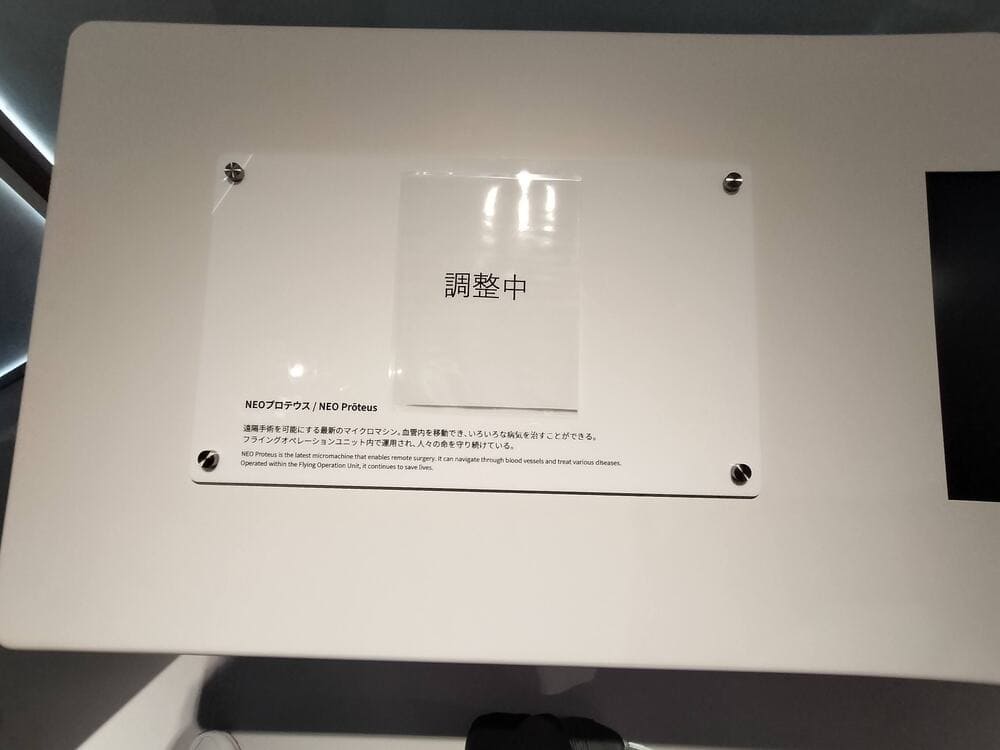 調整中
NEOプロテウス / NEO Prōteus
遠隔手術を可能にする最新のマイクロマシン。血管内を移動でき、いろいろな病気を治すことができる。
フライングオペレーションユニット内で運用され、人々の命を守り続けている。
NEO Proteus is the latest micromachine that enables remote surgery. It can navigate through blood vessels and treat various diseases.
Operated within the Flying Operation Unit, it continues to save lives.